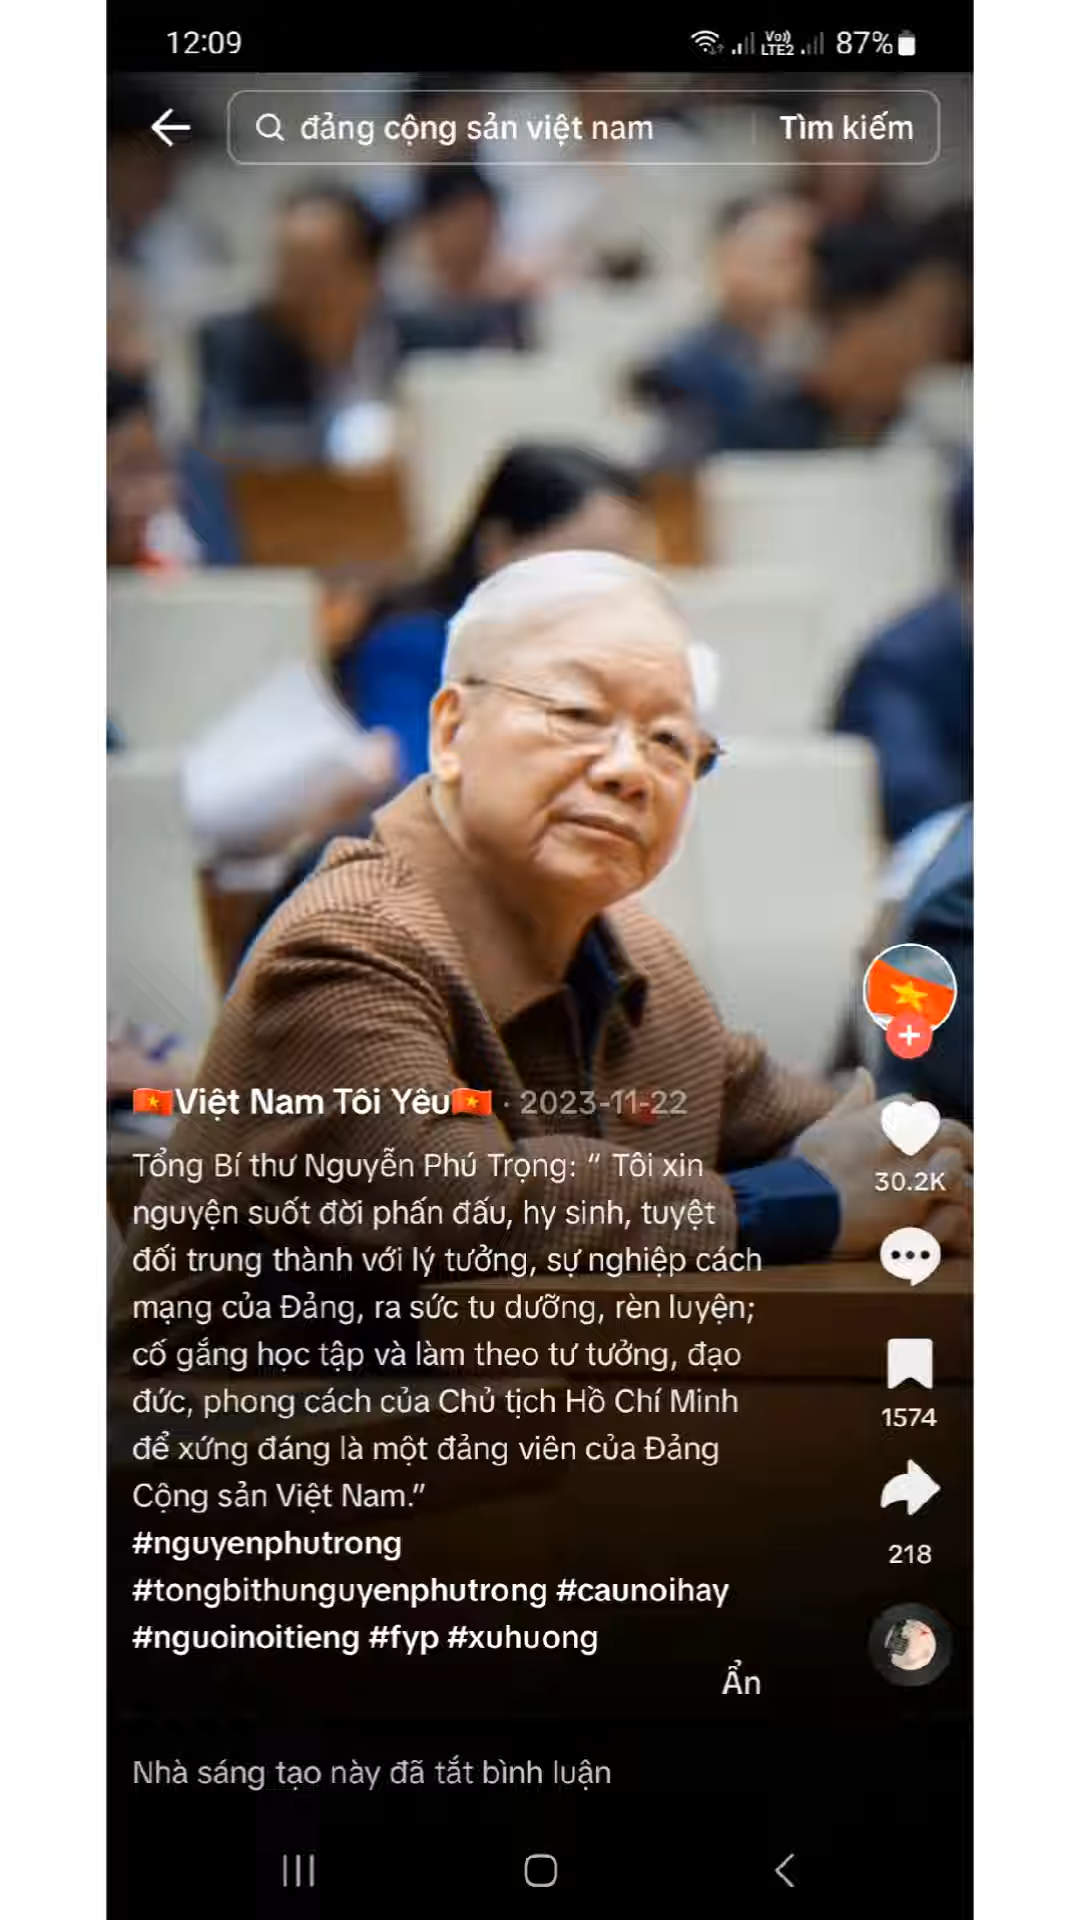 12:09
Vo))
LTE2
87%
đảng cộng sản việt nam
Tìm kiếm
🇻🇳Việt Nam Tôi Yêu🇻🇳 · 2023-11-22
Tổng Bí thư Nguyễn Phú Trọng: “ Tôi xin
nguyện suốt đời phấn đấu, hy sinh, tuyệt
đối trung thành với lý tưởng, sự nghiệp cách
mạng của Đảng, ra sức tu dưỡng, rèn luyện;
cố gắng học tập và làm theo tư tưởng, đạo
đức, phong cách của Chủ tịch Hồ Chí Minh
để xứng đáng là một đảng viên của Đảng
Cộng sản Việt Nam.”
#nguyenphutrong
#tongbithunguyenphutrong #caunoihay
#nguoinoitieng #fyp #xuhuong
Ẩn
30.2K
1574
218
Nhà sáng tạo này đã tắt bình luận